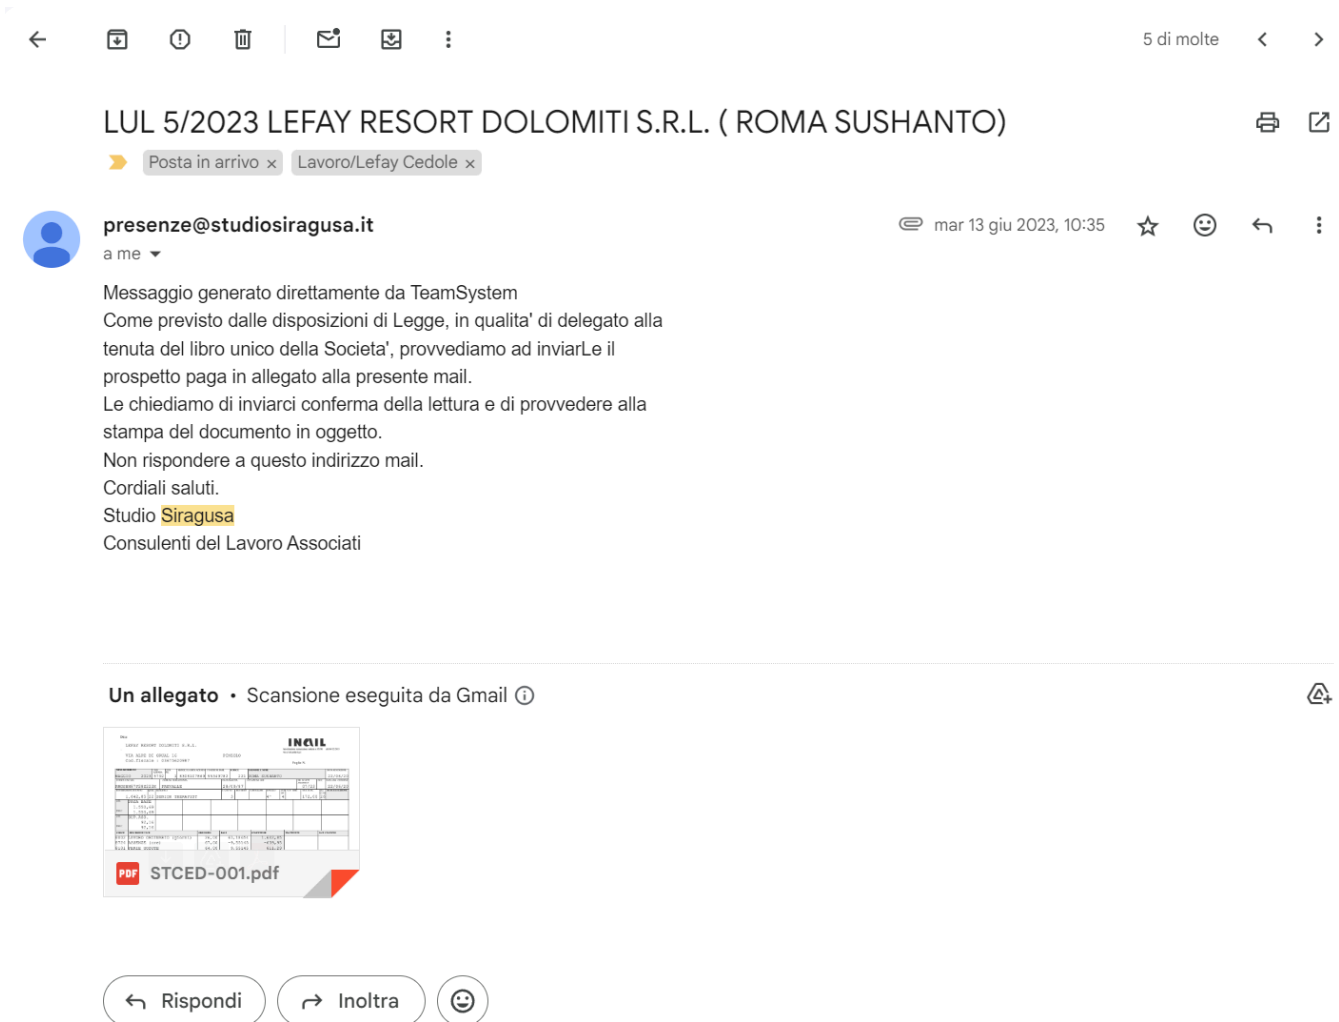 5 di molte
LUL 5/2023 LEFAY RESORT DOLOMITI S.R.L. ( ROMA SUSHANTO)
Posta in arrivo × Lavoro/Lefay Cedole ×
presenze@studiosiragusa.it
mar 13 giu 2023, 10:35
a me
Messaggio generato direttamente da TeamSystem
Come previsto dalle disposizioni di Legge, in qualita' di delegato alla
tenuta del libro unico della Societa', provvediamo ad inviarLe il
prospetto paga in allegato alla presente mail.
Le chiediamo di inviarci conferma della lettura e di provvedere alla
stampa del documento in oggetto.
Non rispondere a questo indirizzo mail.
Cordiali saluti.
Studio Siragusa
Consulenti del Lavoro Associati
Un allegato • Scansione eseguita da Gmail
LEFAY RESORT DOLOMITI S.R.L.
INAIL
PDF STCED-001.pdf
Rispondi
Inoltra